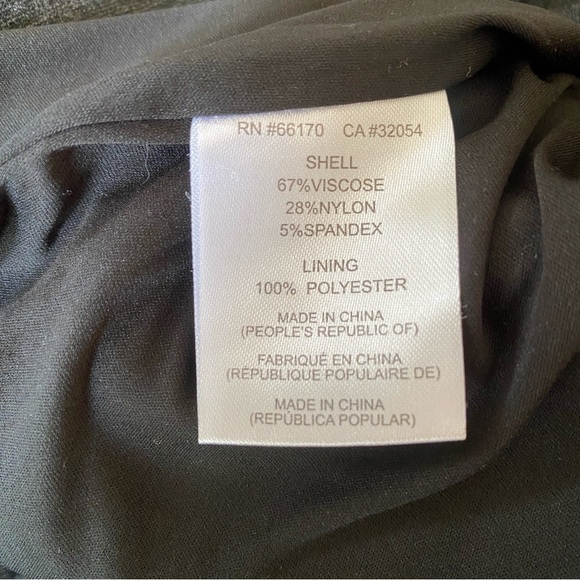 RN #66170 CA #32054
SHELL
67%VISCOSE
28%NYLON
5%SPANDEX
LINING
100% POLYESTER
MADE IN CHINA
(PEOPLE'S REPUBLIC OF)
FABRIQUÉ EN CHINA
(RÉPUBLIQUE POPULAIRE DE)
MADE IN CHINA
(REPÚBLICA POPULAR)